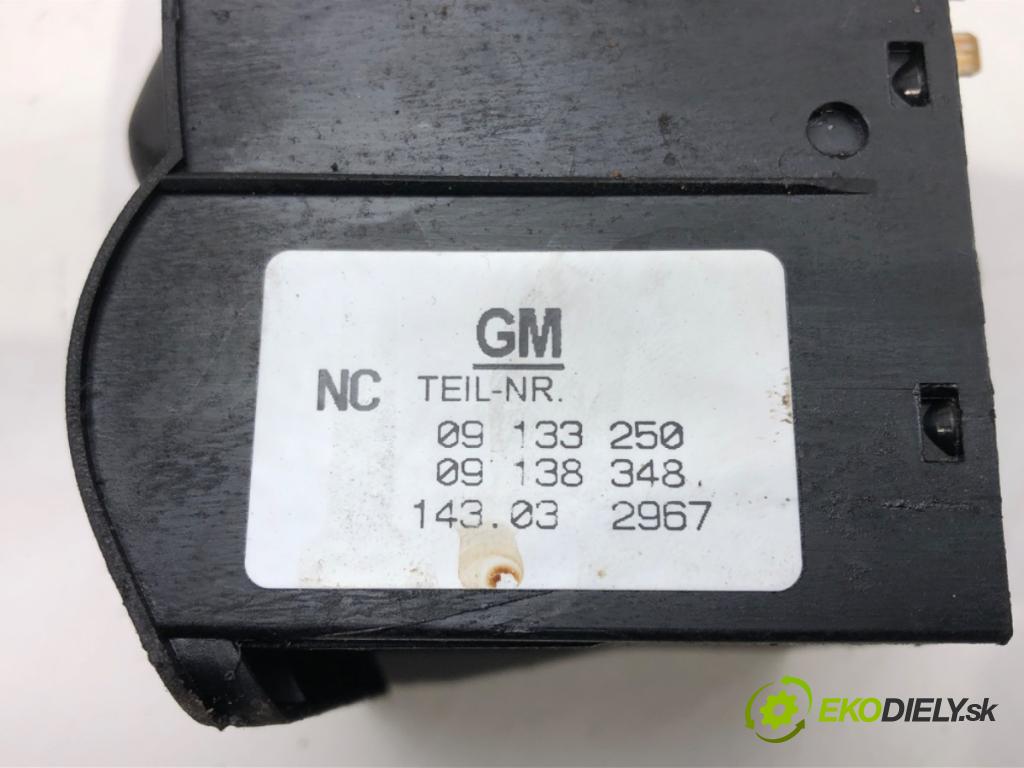 GM
NC TEIL-NR.
09 133 250
09 138 348.
143.03 2967
EKODIELY.sk